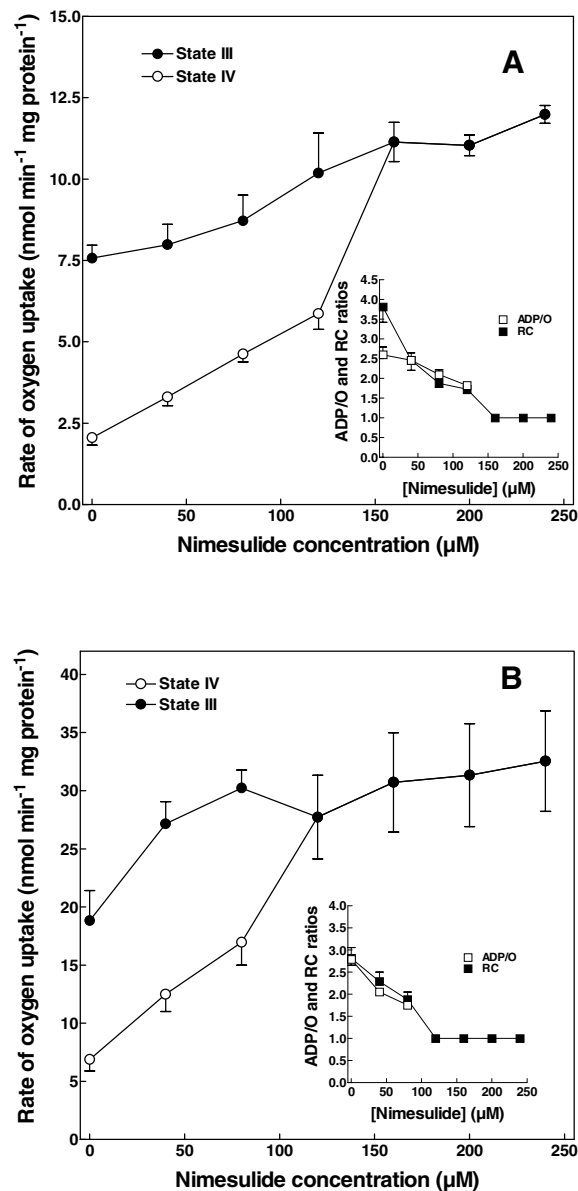 15.0
12.5
10.0
7.5
5.0
2.5
0.0
Rate of oxygen uptake (nmol min⁻¹ mg protein⁻¹)
State III
State IV
A
4.5
4.0
3.5
3.0
2.5
2.0
1.5
1.0
0.5
0.0
ADP/O and RC ratios
ADP/O
RC
0 50 100 150 200 250
[Nimesulide] (µM)
0 50 100 150 200 250
Nimesulide concentration (µM)
40
35
30
25
20
15
10
5
0
Rate of oxygen uptake (nmol min⁻¹ mg protein⁻¹)
State IV
State III
B
4.0
3.5
3.0
2.5
2.0
1.5
1.0
0.5
0.0
ADP/O and RC ratios
ADP/O
RC
0 50 100 150 200 250
[Nimesulide] (µM)
0 50 100 150 200 250
Nimesulide concentration (µM)